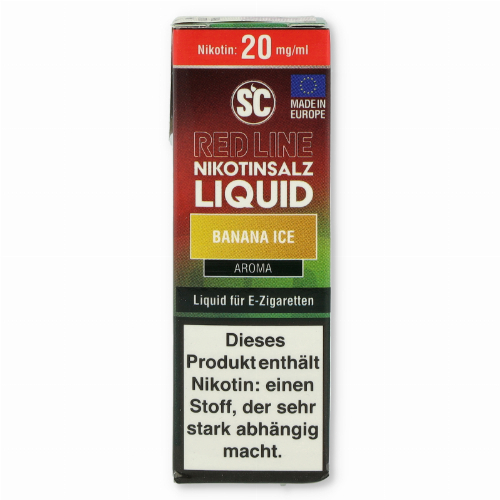 Nikotin: 20 mg/ml
SC
MADE IN
EUROPE
RED LINE
NIKOTINSALZ
LIQUID
BANANA ICE
AROMA
Liquid für E-Zigaretten
Dieses
Produkt enthält
Nikotin: einen
Stoff, der sehr
stark abhängig
macht.